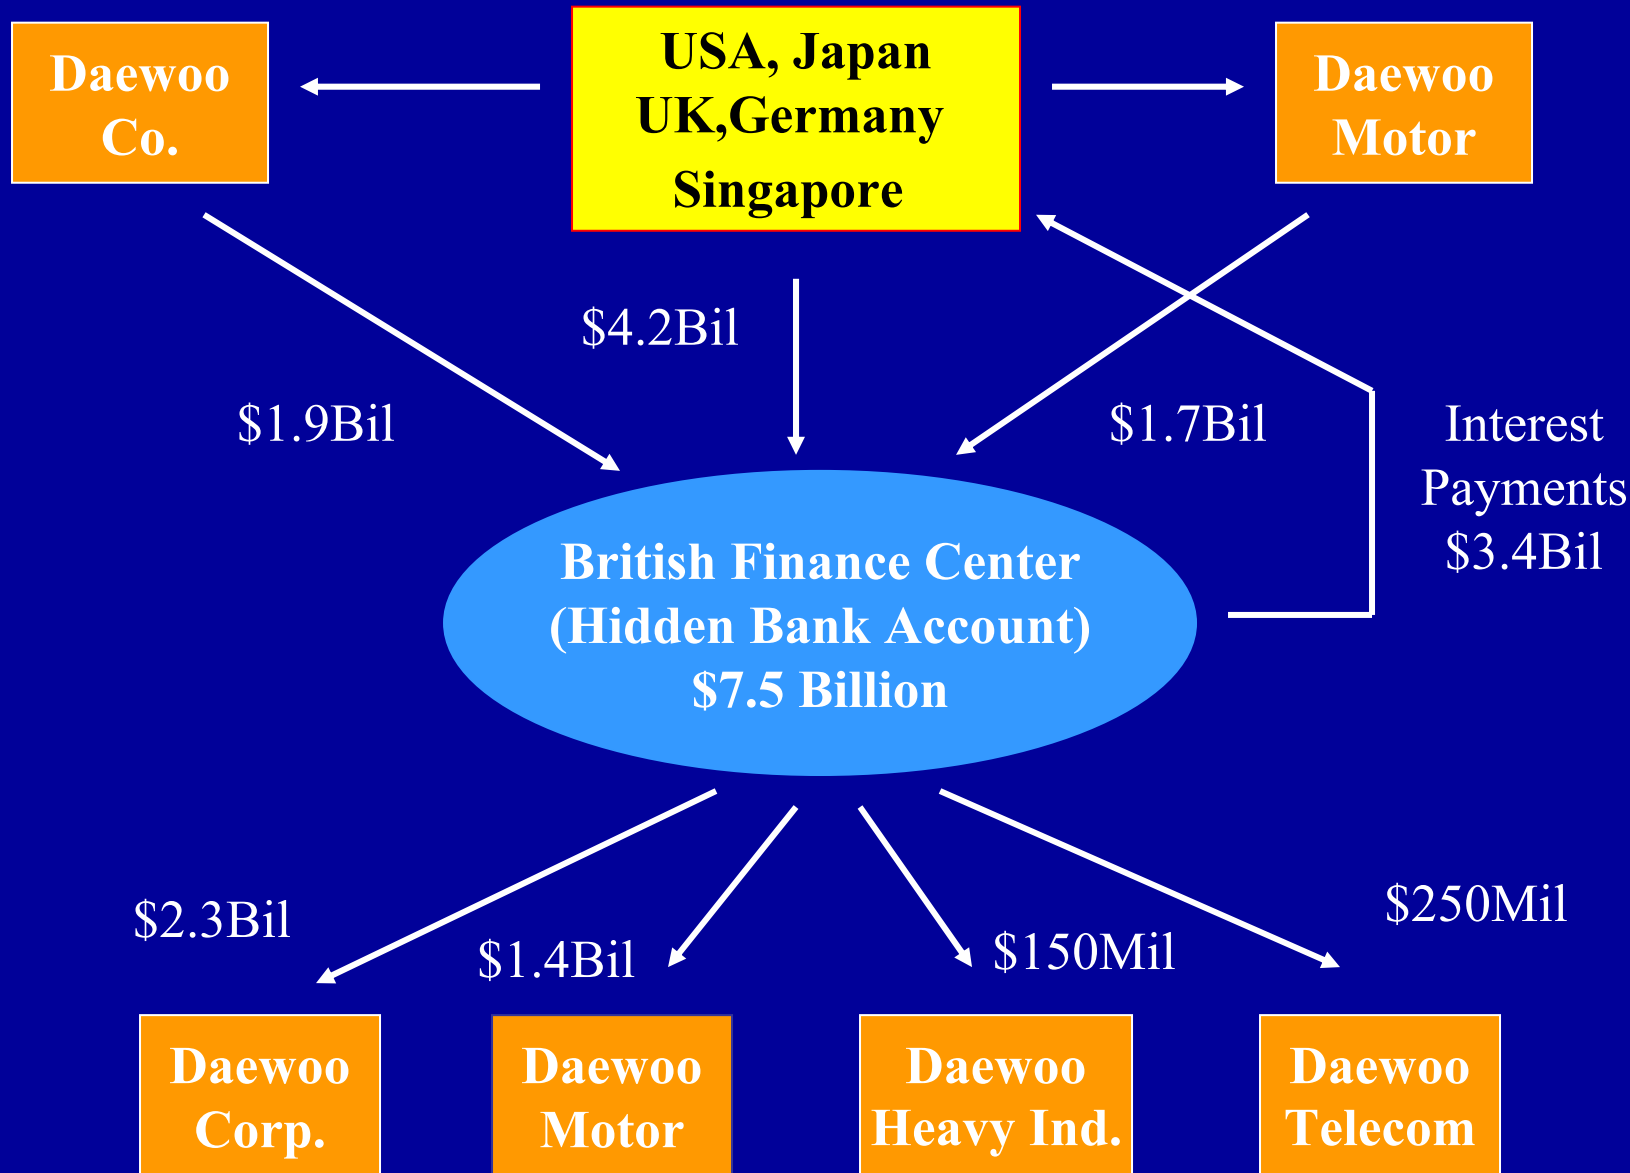 Daewoo
Co.
USA, Japan
UK,Germany
Singapore
Daewoo
Motor
$4.2Bil
$1.9Bil
$1.7Bil
Interest
Payments
$3.4Bil
British Finance Center
(Hidden Bank Account)
$7.5 Billion
$2.3Bil
$1.4Bil
$150Mil
$250Mil
Daewoo
Corp.
Daewoo
Motor
Daewoo
Heavy Ind.
Daewoo
Telecom